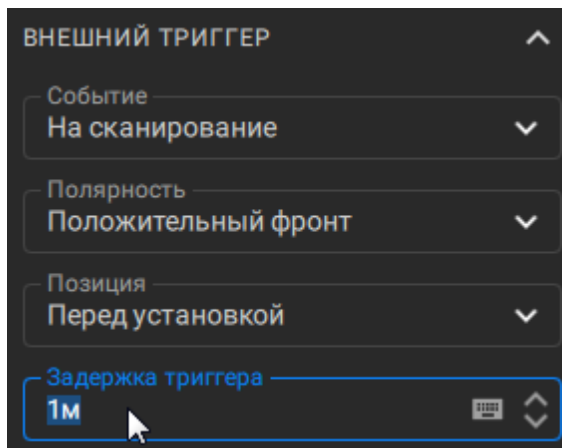 ВНЕШНИЙ ТРИГГЕР
Событие
На сканирование
Полярность
Положительный фронт
Позиция
Перед установкой
Задержка триггера
1м